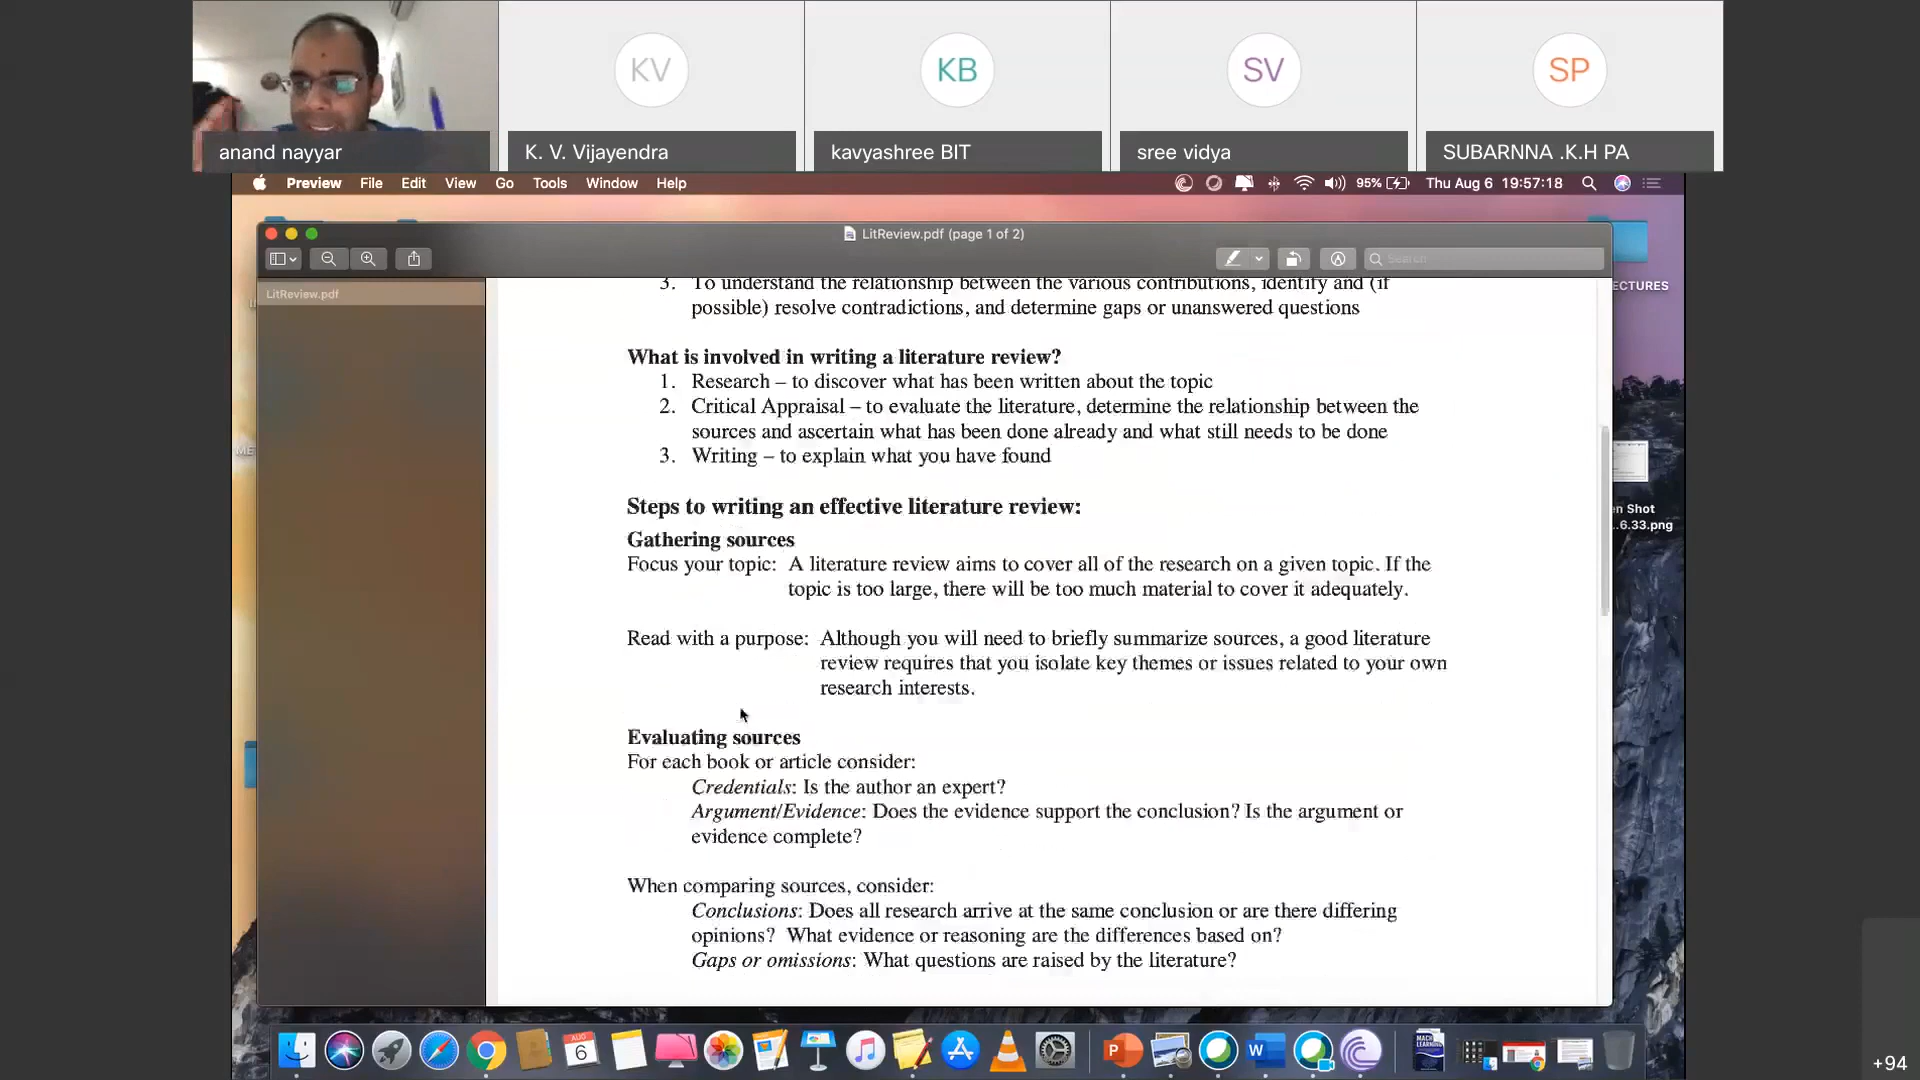 KV
KB
SV
SP
anand nayyar
K. V. Vijayendra
kavyashree BIT
sree vidya
SUBARNNA .K.H PA
Preview File Edit View Go Tools Window Help
95% Thu Aug 6 19:57:18
LitReview.pdf (page 1 of 2)
Search
LitReview.pdf
ECTURES
3. To understand the relationship between the various contributions, identify and (if
possible) resolve contradictions, and determine gaps or unanswered questions
What is involved in writing a literature review?
1. Research – to discover what has been written about the topic
2. Critical Appraisal – to evaluate the literature, determine the relationship between the
sources and ascertain what has been done already and what still needs to be done
3. Writing – to explain what you have found
ME
Steps to writing an effective literature review:
en Shot
..6.33.png
Gathering sources
Focus your topic: A literature review aims to cover all of the research on a given topic. If the
topic is too large, there will be too much material to cover it adequately.
Read with a purpose: Although you will need to briefly summarize sources, a good literature
review requires that you isolate key themes or issues related to your own
research interests.
Evaluating sources
For each book or article consider:
Credentials: Is the author an expert?
Argument/Evidence: Does the evidence support the conclusion? Is the argument or
evidence complete?
When comparing sources, consider:
Conclusions: Does all research arrive at the same conclusion or are there differing
opinions? What evidence or reasoning are the differences based on?
Gaps or omissions: What questions are raised by the literature?
AUG
6
P
W
+94